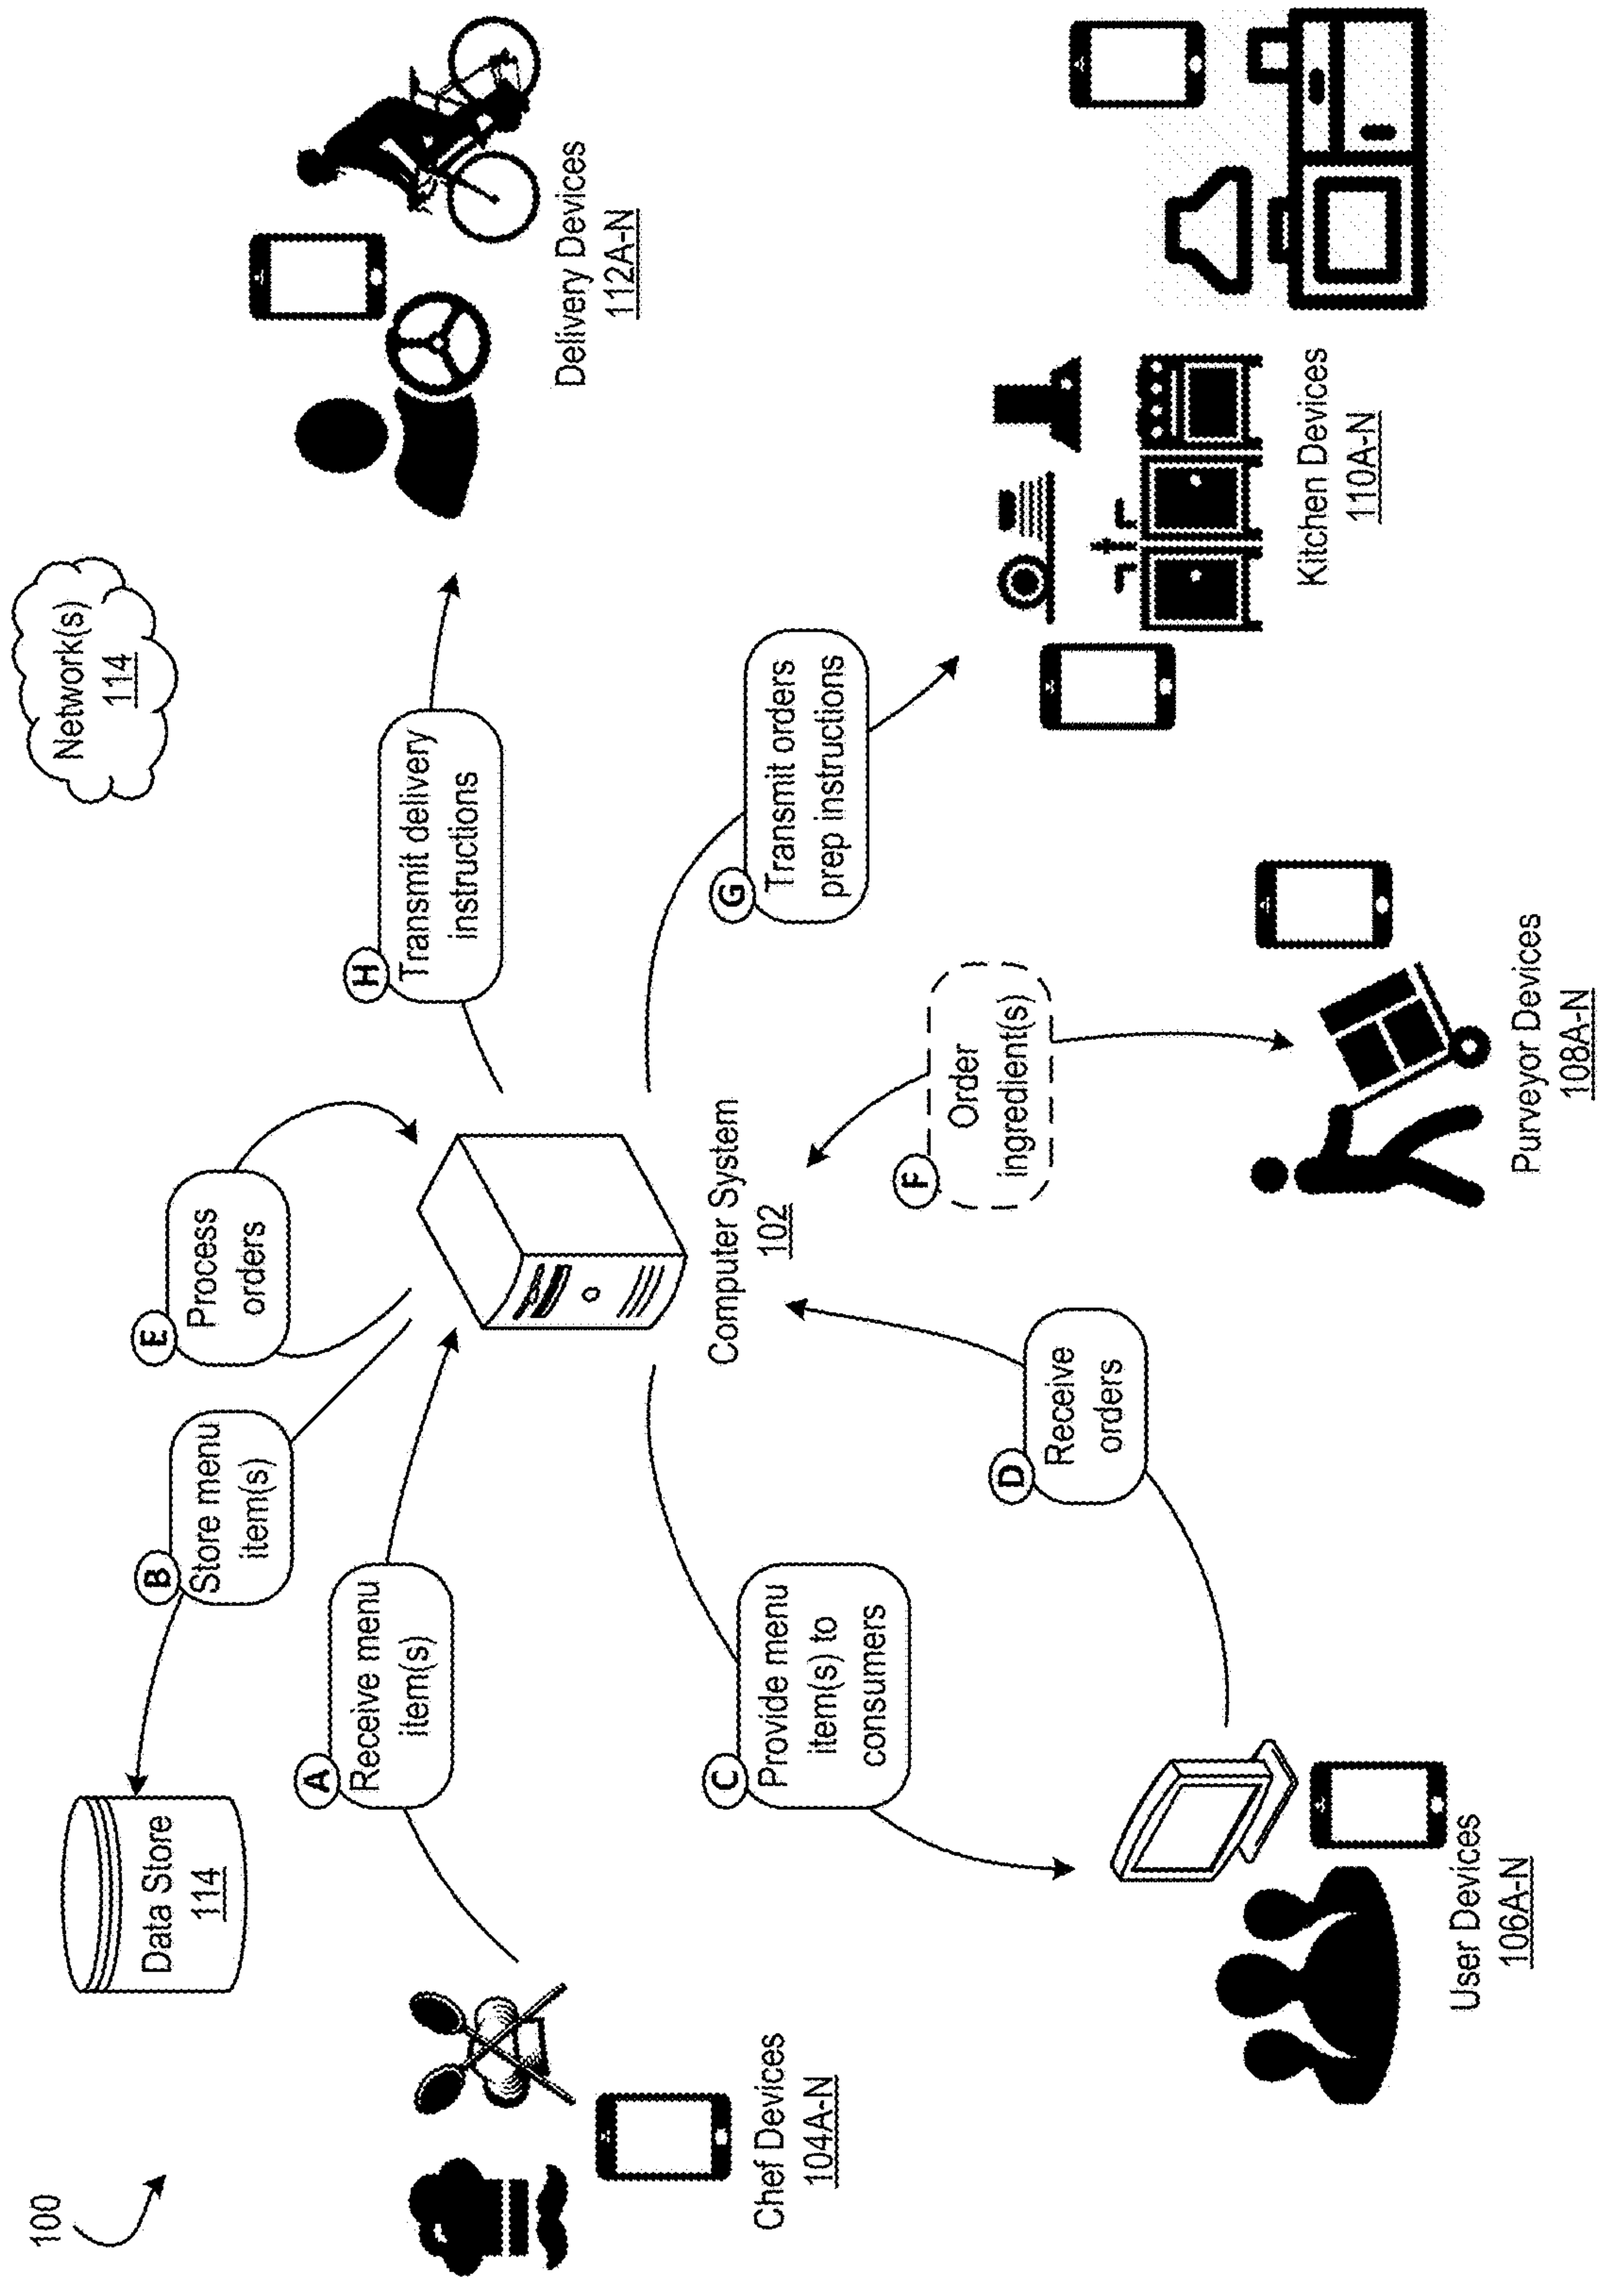 100
Data Store
114
B
Store menu
item(s)
E
Process
orders
Network(s)
114
A
Receive menu
item(s)
H
Transmit delivery
instructions
Delivery Devices
112A-N
Chef Devices
104A-N
Computer System
102
C
Provide menu
item(s) to
consumers
G
Transmit orders
prep instructions
D
Receive
orders
F
Order
ingredient(s)
Kitchen Devices
110A-N
User Devices
106A-N
Purveyor Devices
108A-N